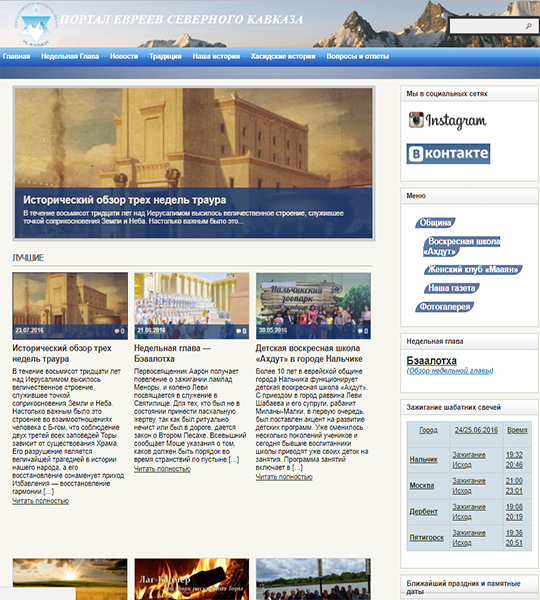 ПОРТАЛ ЕВРЕЕВ СЕВЕРНОГО КАВКАЗА
Главная Недельная Глава Новости Традиции Наша история Хасидские истории Вопросы и ответы
Исторический обзор трех недель траура
В течение восьмисот тридцати лет над Иерусалимом высилось величественное строение, служившее
точкой соприкосновения Земли и Неба. Настолько важным было это...
ЛУЧШИЕ
23.07.2016 0
Исторический обзор трех
недель траура
В течение восьмисот тридцати
лет над Иерусалимом
высилось величественное
строение, служившее точкой
соприкосновения Земли и Неба.
Настолько важным было это
строение во взаимоотношениях
человека с Б-гом, что соблюдение
двух третей всех заповедей Торы
зависит от существования Храма.
Его разрушение является
величайшей трагедией в истории
нашего народа, а его
восстановление ознаменует приход
Избавления — восстановление
гармонии [...]
Читать полностью
21.06.2016 0
Недельная глава —
Бэаалотха
Первосвященник Аарон получает
повеление о зажигании лампад
Меноры, и колено Леви
посвящается в служение в
Святилище. Для тех, кто был не в
состоянии принести пасхальную
жертву, так как был ритуально
нечист или был в дороге, дается
закон о Втором Песахе. Всевышний
сообщает Моше указания о том,
каков должен быть порядок во
время странствий по пустыне [...]
Читать полностью
Нальчикский
зоопарк
30.05.2016 0
Детская воскресная школа
«Ахдут» в городе Нальчике
Более 10 лет в еврейской общине
города Нальчика функционирует
детская воскресная школа «Ахдут».
С приездом в город раввина Леви
Шабаева и его супруги, рабанит
Миланы-Малки, в первую очередь,
был поставлен акцент на развитие
детских программ. Уже сменилось
несколько поколений учеников и
сегодня бывшие воспитанники
школы приводят уже своих деток на
занятия. Программа занятий
включает в [...]
Читать полностью
Лаг-Баомер
Мы в социальных сетях
Instagram
В контакте
Меню
Община
Воскресная школа
«Ахдут»
Женский клуб «Мааян»
Наша газета
Фотогалерея
Недельная глава
Бэаалотха
(Обзор недельной главы)
Зажигание шабатних свечей
Город 24/25.06.2016 Время
Нальчик Зажигание 19:32
Исход 20:46
Москва Зажигание 21:00
Исход 23:01
Дербент Зажигание 19:08
Исход 20:19
Пятигорск Зажигание 19:36
Исход 20:51
Ближайший праздник и памятные
даты